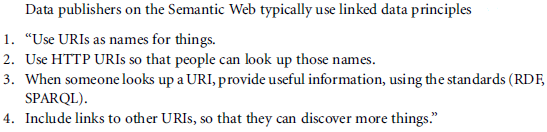 Data publishers on the Semantic Web typically use linked data principles
1. “Use URIs as names for things.
2. Use HTTP URIs so that people can look up those names.
3. When someone looks up a URI, provide useful information, using the standards (RDF,
SPARQL).
4. Include links to other URIs, so that they can discover more things.”